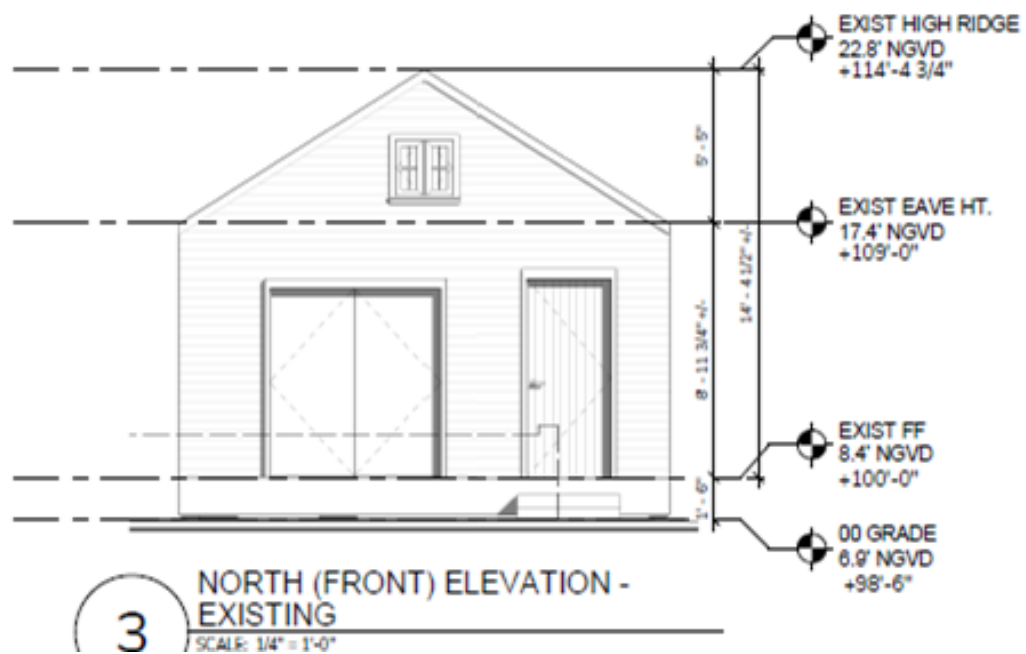 EXIST HIGH RIDGE
22.8' NGVD
+114'-4 3/4"
5' - 5"
EXIST EAVE HT.
17.4' NGVD
+109'-0"
14' - 4 1/2" +/-
8' - 11 3/4" +/-
EXIST FF
8.4' NGVD
+100'-0"
1' - 6"
00 GRADE
6.9' NGVD
+98'-6"
3
NORTH (FRONT) ELEVATION -
EXISTING
SCALE: 1/4" = 1'-0"